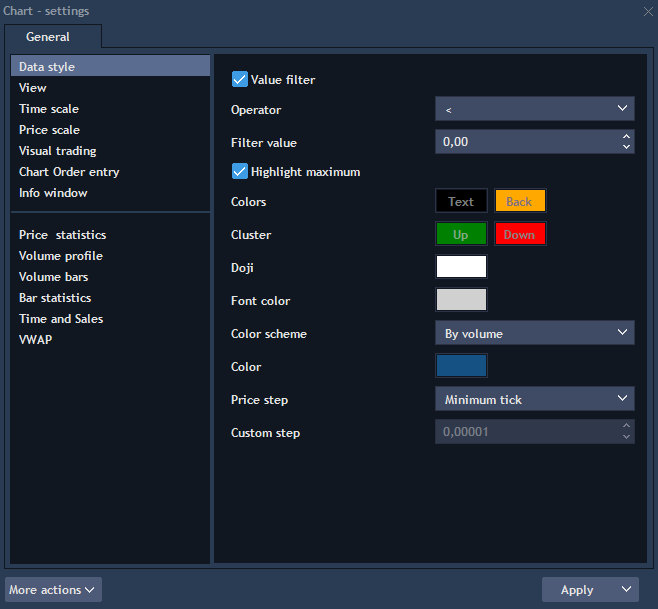 Chart - settings
General
Data style
View
Time scale
Price scale
Visual trading
Chart Order entry
Info window
Price statistics
Volume profile
Volume bars
Bar statistics
Time and Sales
VWAP
Value filter
Operator <
Filter value 0,00
Highlight maximum
Colors Text Back
Cluster Up Down
Doji
Font color
Color scheme By volume
Color
Price step Minimum tick
Custom step 0,00001
More actions Apply